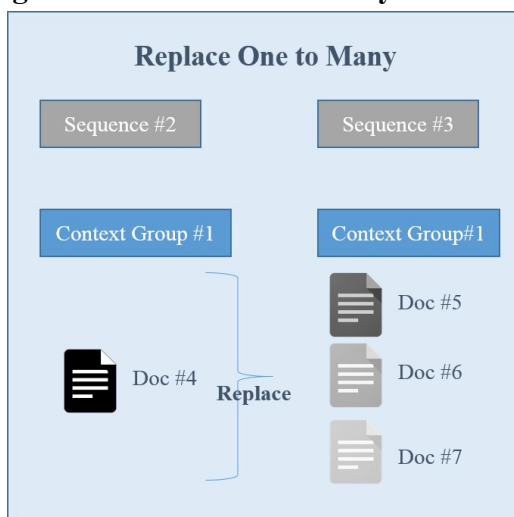 Replace One to Many
Sequence #2
Sequence #3
Context Group #1
Context Group#1
Doc #5
Doc #4
Doc #6
Replace
Doc #7